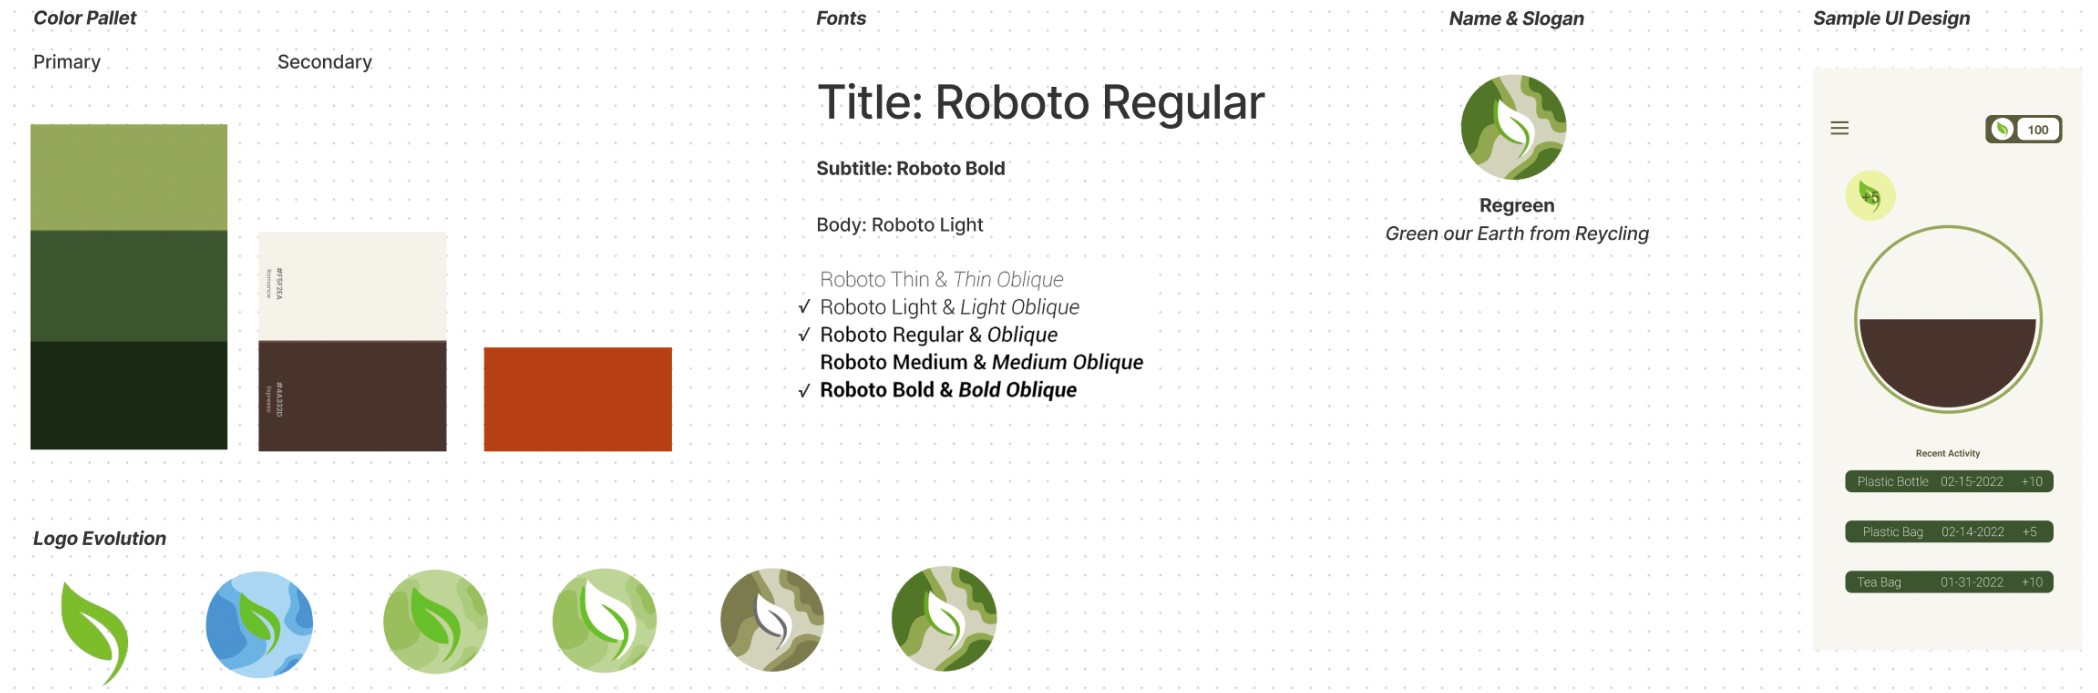 Color Pallet
Primary
Secondary
#F5F2EA
Romance
#4A332D
Espresso
Fonts
Title: Roboto Regular
Subtitle: Roboto Bold
Body: Roboto Light
Roboto Thin & Thin Oblique
✓ Roboto Light & Light Oblique
✓ Roboto Regular & Oblique
Roboto Medium & Medium Oblique
✓ Roboto Bold & Bold Oblique
Name & Slogan
Regreen
Green our Earth from Reycling
Sample UI Design
100
+5
Recent Activity
Plastic Bottle 02-15-2022 +10
Plastic Bag 02-14-2022 +5
Tea Bag 01-31-2022 +10
Logo Evolution